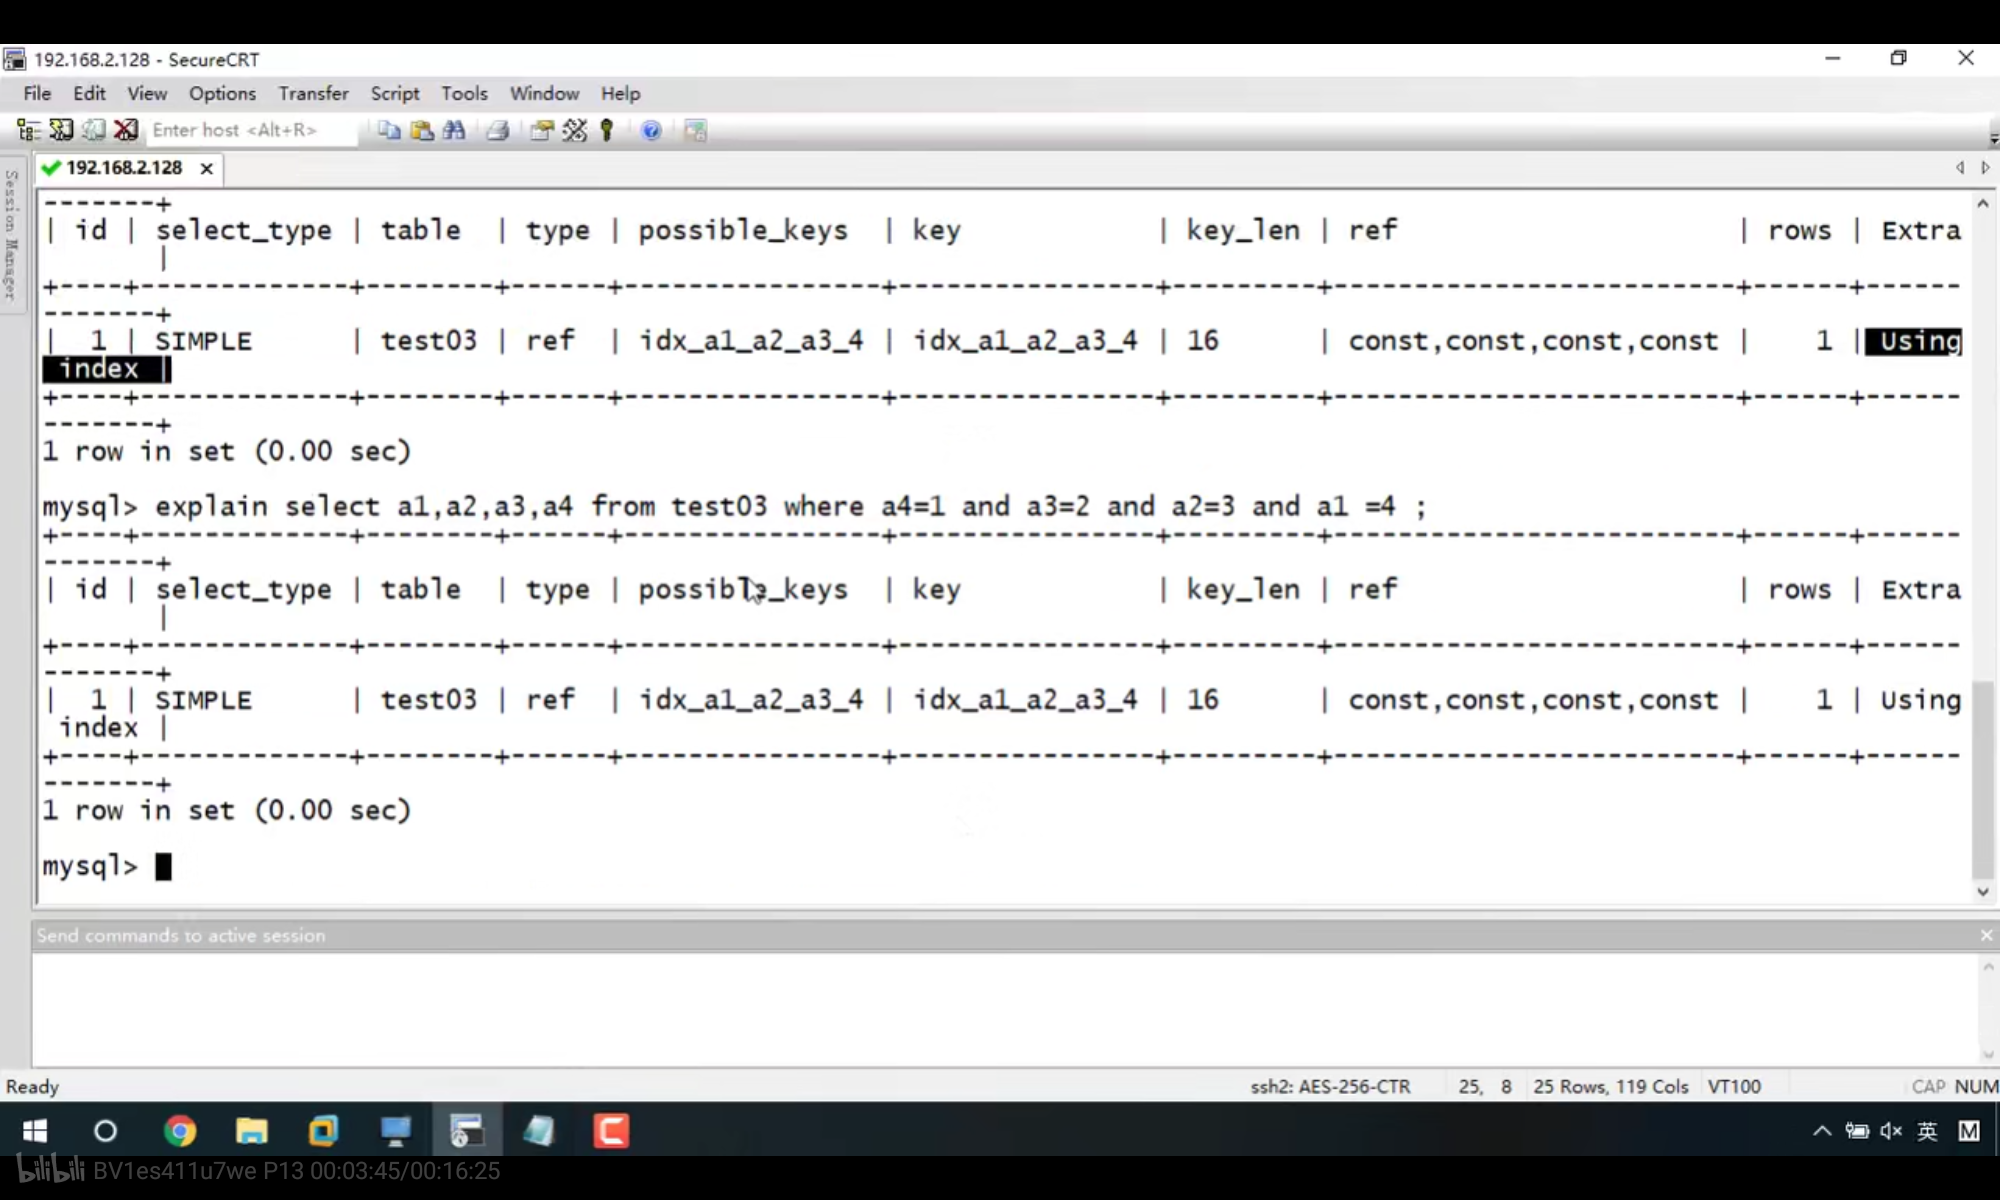 192.168.2.128 - SecureCRT
File Edit View Options Transfer Script Tools Window Help
Enter host <Alt+R>
Session Manager
192.168.2.128
-------+
| id | select_type | table  | type | possible_keys  | key            | key_len | ref                     | rows | Extra
       |
+----+-------------+--------+------+----------------+----------------+---------+-------------------------+------+------
-------+
|  1 | SIMPLE      | test03 | ref  | idx_a1_a2_a3_4 | idx_a1_a2_a3_4 | 16      | const,const,const,const |    1 | Using
 index |
+----+-------------+--------+------+----------------+----------------+---------+-------------------------+------+------
-------+
1 row in set (0.00 sec)
mysql> explain select a1,a2,a3,a4 from test03 where a4=1 and a3=2 and a2=3 and a1 =4 ;
+----+-------------+--------+------+----------------+----------------+---------+-------------------------+------+------
-------+
| id | select_type | table  | type | possible_keys  | key            | key_len | ref                     | rows | Extra
       |
+----+-------------+--------+------+----------------+----------------+---------+-------------------------+------+------
-------+
|  1 | SIMPLE      | test03 | ref  | idx_a1_a2_a3_4 | idx_a1_a2_a3_4 | 16      | const,const,const,const |    1 | Using
 index |
+----+-------------+--------+------+----------------+----------------+---------+-------------------------+------+------
-------+
1 row in set (0.00 sec)
mysql>
Send commands to active session
Ready ssh2: AES-256-CTR 25, 8 25 Rows, 119 Cols VT100 CAP NUM
英 M
bilibili BV1es411u7we P13 00:03:45/00:16:25